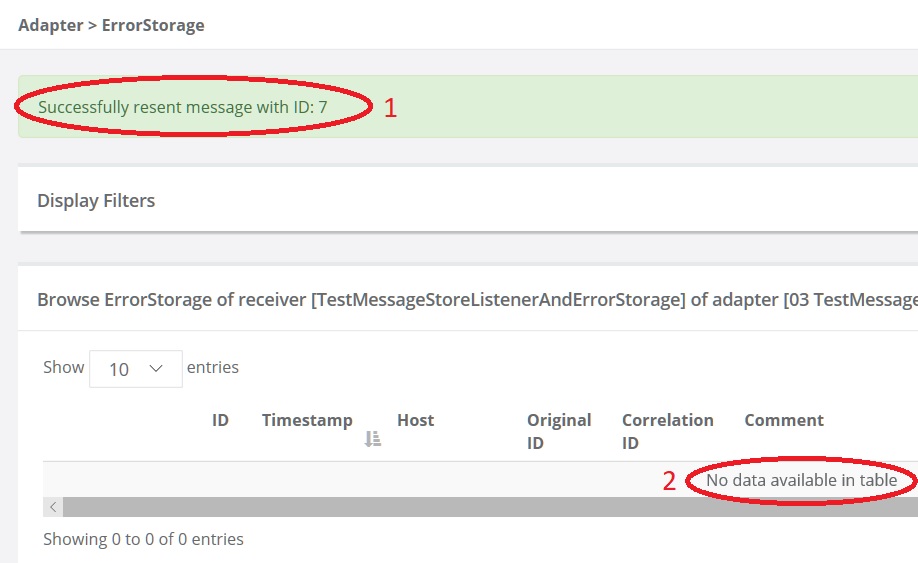 Adapter > ErrorStorage
Successfully resent message with ID: 7 1
Display Filters
Browse ErrorStorage of receiver [TestMessageStoreListenerAndErrorStorage] of adapter [03 TestMessage
Show 10 entries
ID Timestamp Host Original ID Correlation ID Comment
2 No data available in table
Showing 0 to 0 of 0 entries